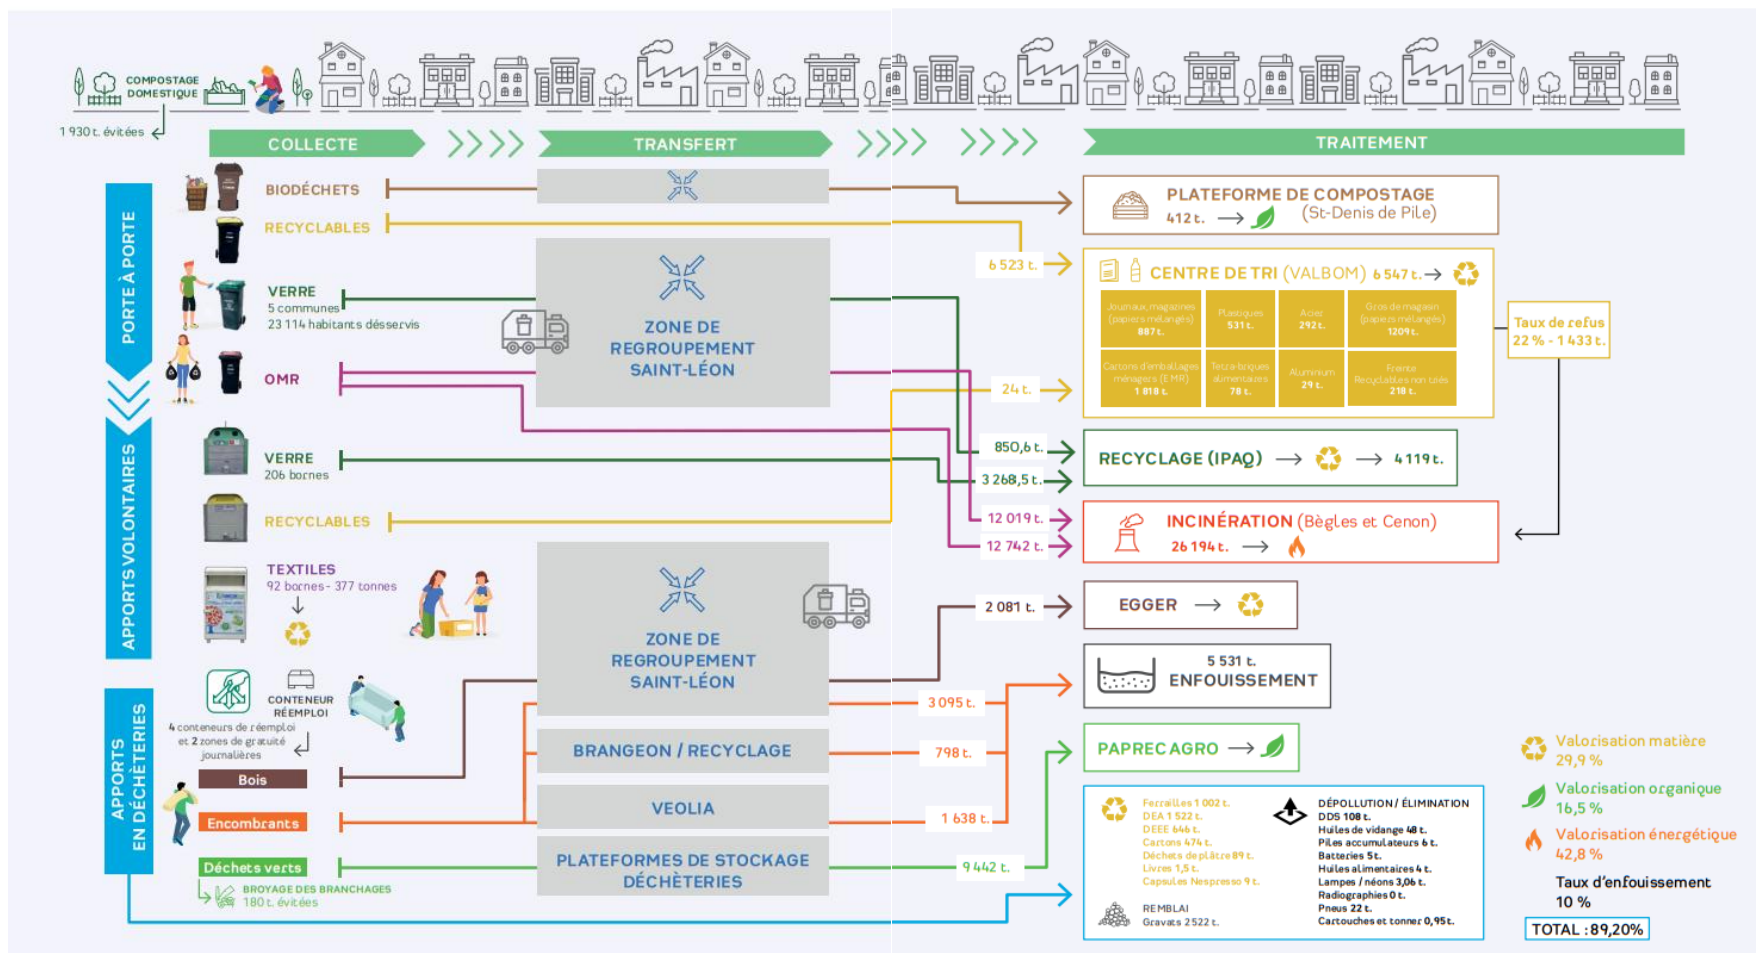 COMPOSTAGE
DOMESTIQUE
1 930 t. évitées
COLLECTE
TRANSFERT
TRAITEMENT
PORTE À PORTE
BIODÉCHETS
RECYCLABLES
VERRE
5 communes
23 114 habitants désservis
OMR
ZONE DE
REGROUPEMENT
SAINT-LÉON
APPORTS VOLONTAIRES
VERRE
206 bornes
RECYCLABLES
TEXTILES
92 bornes - 377 tonnes
ZONE DE
REGROUPEMENT
SAINT-LÉON
APPORTS
EN DÉCHÈTERIES
CONTENEUR
RÉEMPLOI
4 conteneurs de réemploi
et 2 zones de gratuité
journalières
Bois
Encombrants
Déchets verts
BROYAGE DES BRANCHAGES
180 t. évitées
BRANGEON / RECYCLAGE
VEOLIA
PLATEFORMES DE STOCKAGE
DÉCHÈTERIES
6 523 t.
24 t.
850,6 t.
3 268,5 t.
12 019 t.
12 742 t.
2 081 t.
3 095 t.
798 t.
1 638 t.
9 442 t.
PLATEFORME DE COMPOSTAGE
412 t.
(St-Denis de Pile)
CENTRE DE TRI (VALBOM) 6 547 t.
Journaux, magazines
(papiers mélangés)
887 t.
Plastiques
531 t.
Acier
292 t.
Gros de magasin
(papiers mélangés)
1209 t.
Cartons d'emballages
ménagers (EMR)
1 818 t.
Tetra-briques
alimentaires
78 t.
Aluminium
29 t.
Freinte
Recyclables non triés
218 t.
Taux de refus
22 % - 1 433 t.
RECYCLAGE (IPAQ)
4 119 t.
INCINÉRATION (Bègles et Cenon)
26 194 t.
EGGER
5 531 t.
ENFOUISSEMENT
PAPREC AGRO
Ferrailles 1 002 t.
DEA 1 522 t.
DEEE 646 t.
Cartons 474 t.
Déchets de plâtre 89 t.
Livres 1,5 t.
Capsules Nespresso 9 t.
REMBLAI
Gravats 2 522 t.
DÉPOLLUTION / ÉLIMINATION
DDS 108 t.
Huiles de vidange 48 t.
Piles accumulateurs 6 t.
Batteries 5 t.
Huiles alimentaires 4 t.
Lampes / néons 3,06 t.
Radiographies 0 t.
Pneus 22 t.
Cartouches et tonner 0,95 t.
Valorisation matière
29,9 %
Valorisation organique
16,5 %
Valorisation énergétique
42,8 %
Taux d'enfouissement
10 %
TOTAL : 89,20%